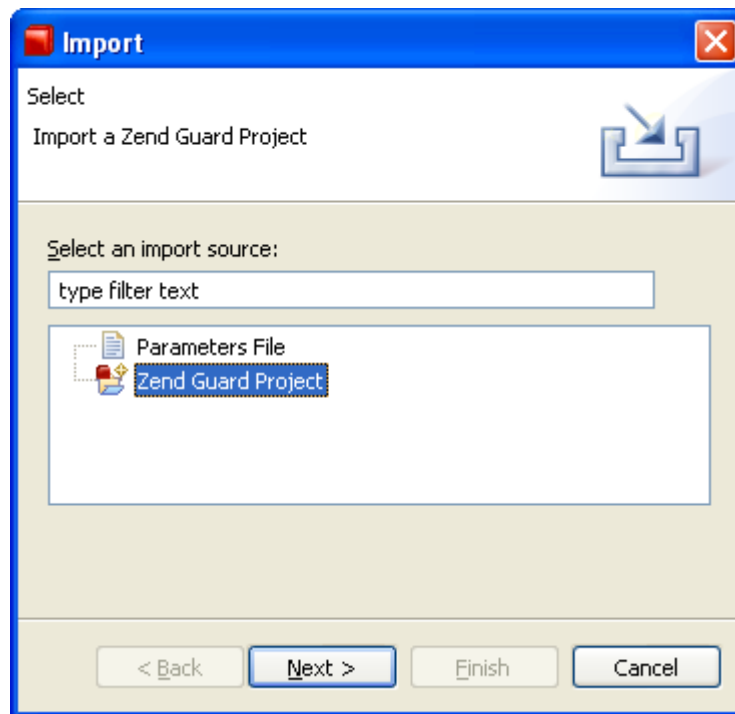 Import
Select
Import a Zend Guard Project
Select an import source:
type filter text
Parameters File
Zend Guard Project
< Back Next > Finish Cancel